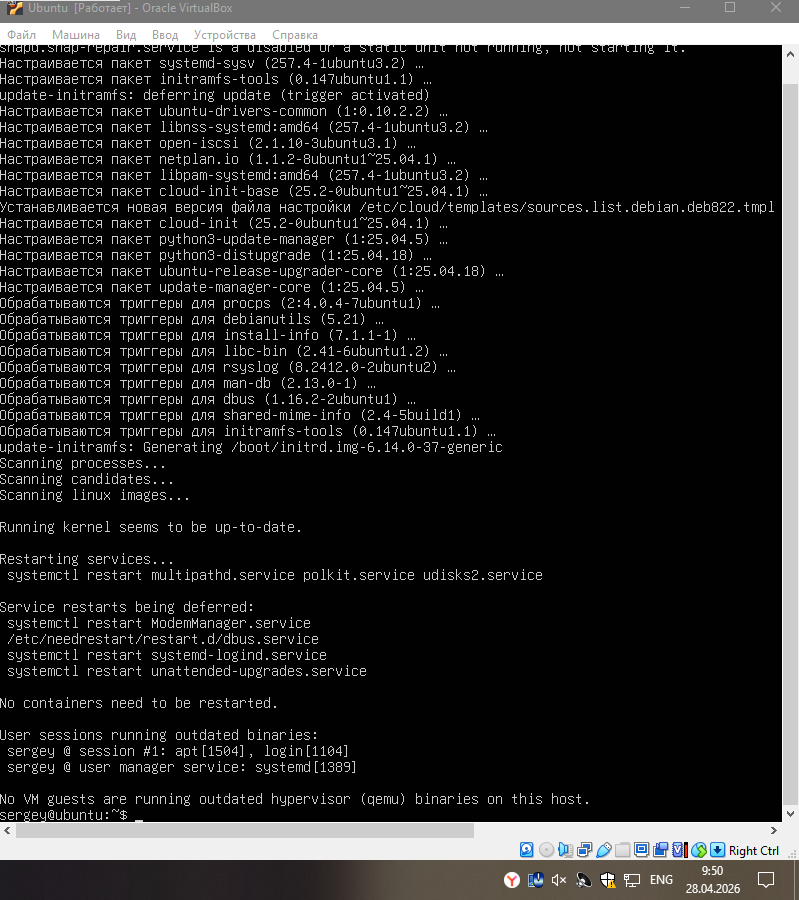 Ubuntu [Работает] - Oracle VirtualBox
Файл Машина Вид Ввод Устройства Справка
snapd.snap-repair.service is a disabled or a static unit not running, not starting it.
Настраивается пакет systemd-sysv (257.4-1ubuntu3.2) …
Настраивается пакет initramfs-tools (0.147ubuntu1.1) …
update-initramfs: deferring update (trigger activated)
Настраивается пакет ubuntu-drivers-common (1:0.10.2.2) …
Настраивается пакет libnss-systemd:amd64 (257.4-1ubuntu3.2) …
Настраивается пакет open-iscsi (2.1.10-3ubuntu3.1) …
Настраивается пакет netplan.io (1.1.2-8ubuntu1~25.04.1) …
Настраивается пакет libpam-systemd:amd64 (257.4-1ubuntu3.2) …
Настраивается пакет cloud-init-base (25.2-0ubuntu1~25.04.1) …
Устанавливается новая версия файла настройки /etc/cloud/templates/sources.list.debian.deb822.tmpl
Настраивается пакет cloud-init (25.2-0ubuntu1~25.04.1) …
Настраивается пакет python3-update-manager (1:25.04.5) …
Настраивается пакет python3-distupgrade (1:25.04.18) …
Настраивается пакет ubuntu-release-upgrader-core (1:25.04.18) …
Настраивается пакет update-manager-core (1:25.04.5) …
Обрабатываются триггеры для procps (2:4.0.4-7ubuntu1) …
Обрабатываются триггеры для debianutils (5.21) …
Обрабатываются триггеры для install-info (7.1.1-1) …
Обрабатываются триггеры для libc-bin (2.41-6ubuntu1.2) …
Обрабатываются триггеры для rsyslog (8.2412.0-2ubuntu2) …
Обрабатываются триггеры для man-db (2.13.0-1) …
Обрабатываются триггеры для dbus (1.16.2-2ubuntu1) …
Обрабатываются триггеры для shared-mime-info (2.4-5build1) …
Обрабатываются триггеры для initramfs-tools (0.147ubuntu1.1) …
update-initramfs: Generating /boot/initrd.img-6.14.0-37-generic
Scanning processes...
Scanning candidates...
Scanning linux images...
Running kernel seems to be up-to-date.
Restarting services...
systemctl restart multipathd.service polkit.service udisks2.service
Service restarts being deferred:
systemctl restart ModemManager.service
/etc/needrestart/restart.d/dbus.service
systemctl restart systemd-logind.service
systemctl restart unattended-upgrades.service
No containers need to be restarted.
User sessions running outdated binaries:
sergey @ session #1: apt[1504], login[1104]
sergey @ user manager service: systemd[1389]
No VM guests are running outdated hypervisor (qemu) binaries on this host.
sergey@ubuntu:~$ _
Right Ctrl
ENG
9:50
28.04.2026